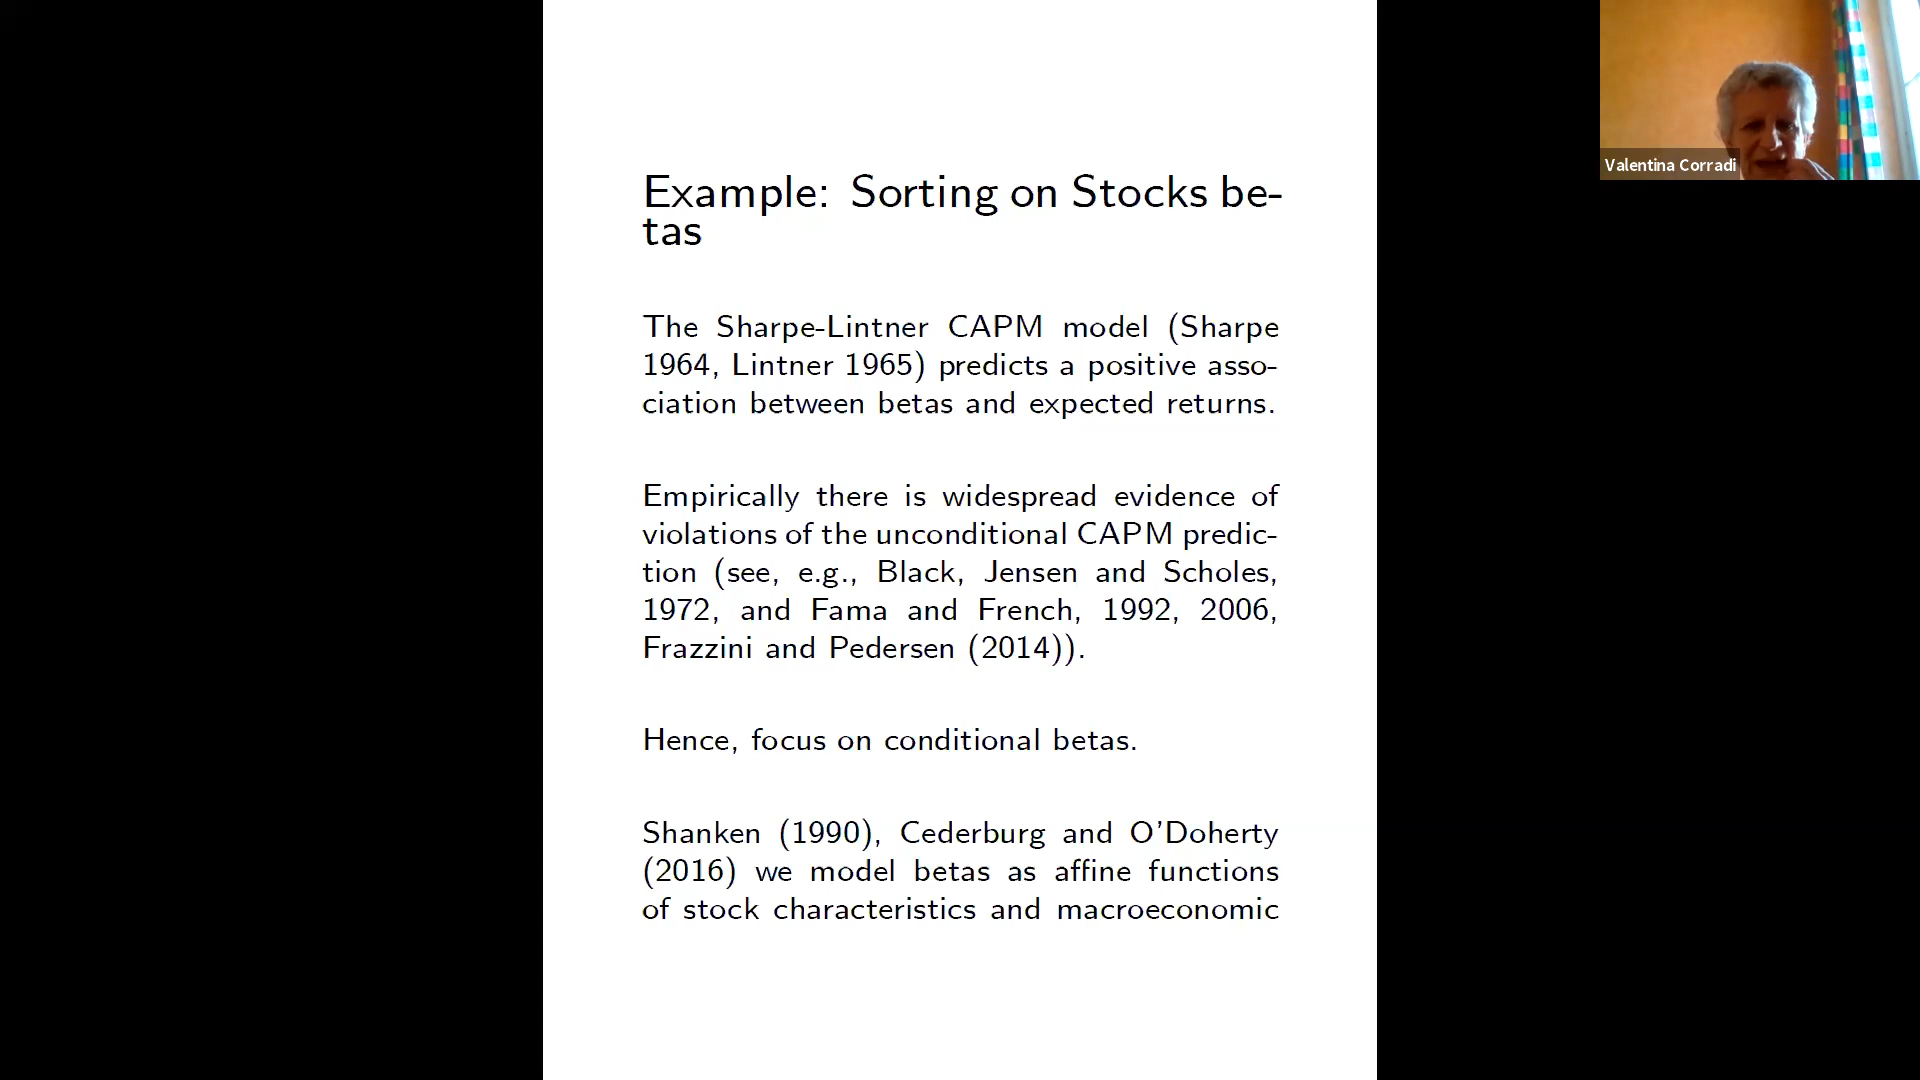 Example: Sorting on Stocks be-
tas
The Sharpe-Lintner CAPM model (Sharpe
1964, Lintner 1965) predicts a positive asso-
ciation between betas and expected returns.
Empirically there is widespread evidence of
violations of the unconditional CAPM predic-
tion (see, e.g., Black, Jensen and Scholes,
1972, and Fama and French, 1992, 2006,
Frazzini and Pedersen (2014)).
Hence, focus on conditional betas.
Shanken (1990), Cederburg and O'Doherty
(2016) we model betas as affine functions
of stock characteristics and macroeconomic
Valentina Corradi